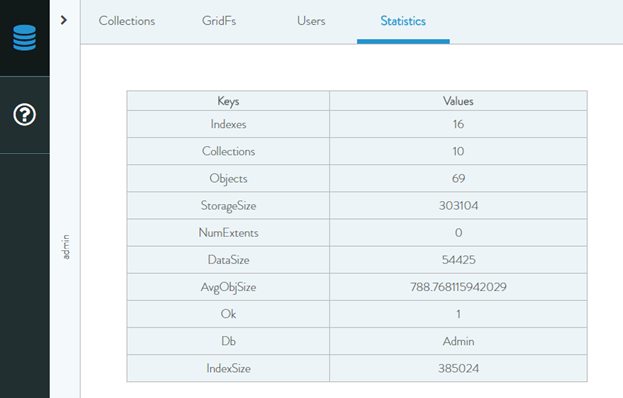 Collections GridFs Users Statistics
Keys Values
Indexes 16
Collections 10
Objects 69
StorageSize 303104
NumExtents 0
DataSize 54425
AvgObjSize 788.768115942029
Ok 1
Db Admin
IndexSize 385024
admin